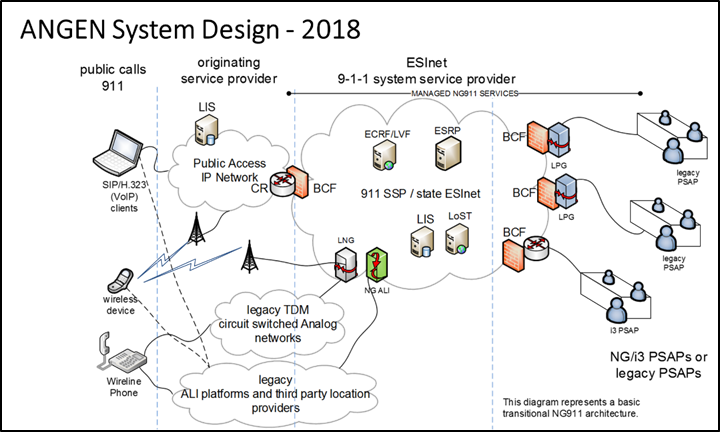 ANGEN System Design - 2018
public calls
911
originating
service provider
ESInet
9-1-1 system service provider
MANAGED NG911 SERVICES
LIS
Public Access
IP Network
CR
BCF
SIP/H.323
(VoIP)
clients
ECRF/LVF
ESRP
911 SSP / state ESInet
LIS
LoST
BCF
LPG
legacy
PSAP
BCF
LPG
legacy
PSAP
BCF
i3 PSAP
LNG
NG ALI
wireless
device
legacy TDM
circuit switched Analog
networks
Wireline
Phone
legacy
ALI platforms and third party location
providers
NG/i3 PSAPs or
legacy PSAPs
This diagram represents a basic
transitional NG911 architecture.